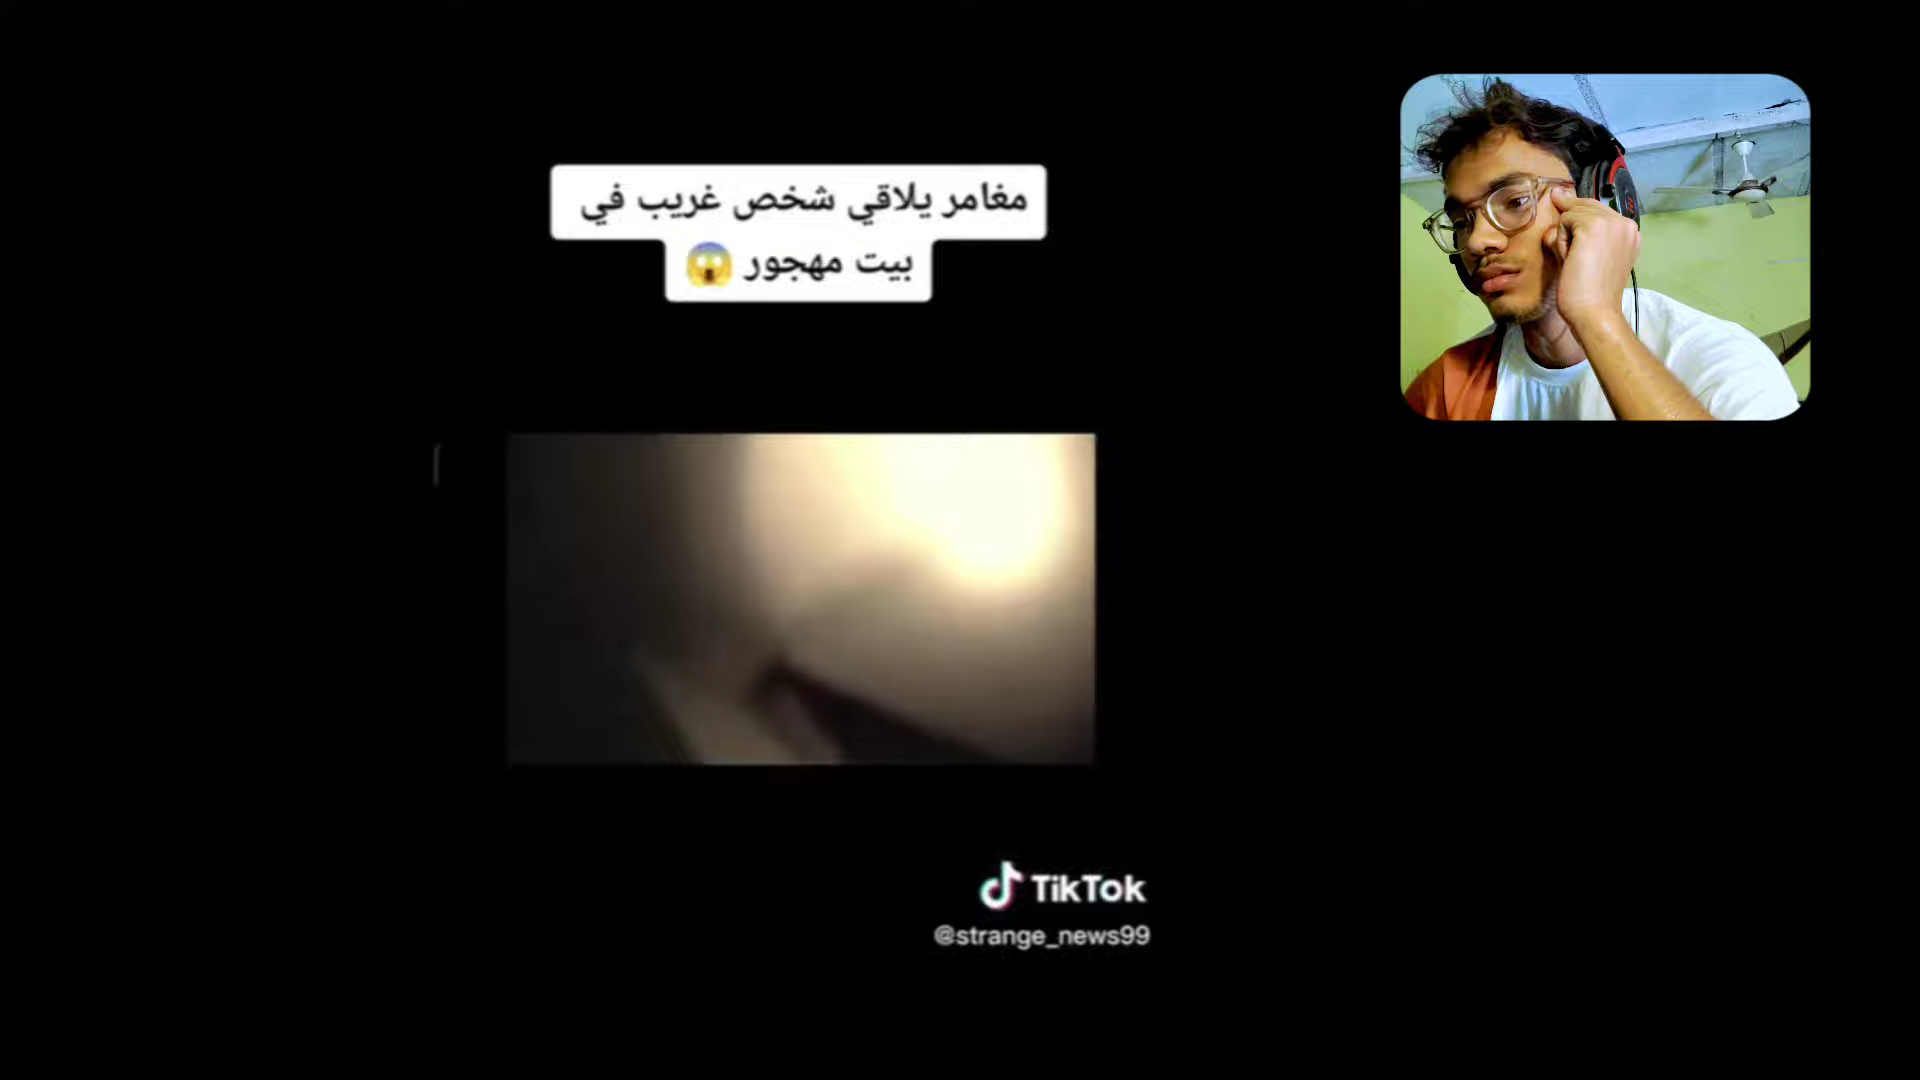 مغامر يلاقي شخص غريب في
بيت مهجور 😱
TikTok
@strange_news99